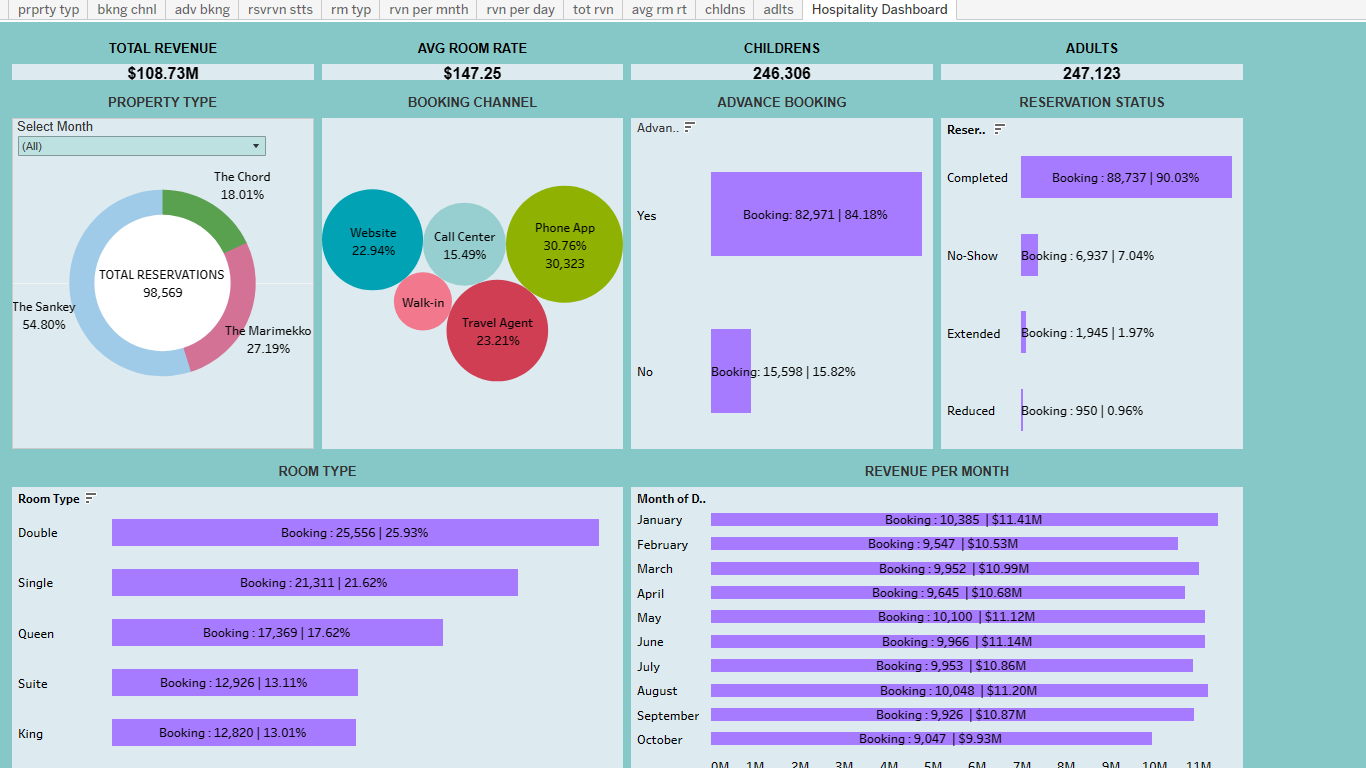 prprty typ
bkng chnl
adv bkng
rsvrvn stts
rm typ
rvn per mnth
rvn per day
tot rvn
avg rm rt
chldns
adlts
Hospitality Dashboard
TOTAL REVENUE
AVG ROOM RATE
CHILDRENS
ADULTS
$108.73M
$147.25
246,306
247,123
PROPERTY TYPE
BOOKING CHANNEL
ADVANCE BOOKING
RESERVATION STATUS
Select Month
(All)
The Chord
18.01%
TOTAL RESERVATIONS
98,569
The Sankey
54.80%
The Marimekko
27.19%
Website
22.94%
Call Center
15.49%
Phone App
30.76%
30,323
Walk-in
Travel Agent
23.21%
Advan..
Yes
Booking: 82,971 | 84.18%
No
Booking: 15,598 | 15.82%
Reser..
Completed
Booking : 88,737 | 90.03%
No-Show
Booking : 6,937 | 7.04%
Extended
Booking : 1,945 | 1.97%
Reduced
Booking : 950 | 0.96%
ROOM TYPE
REVENUE PER MONTH
Room Type
Double
Booking : 25,556 | 25.93%
Single
Booking : 21,311 | 21.62%
Queen
Booking : 17,369 | 17.62%
Suite
Booking : 12,926 | 13.11%
King
Booking : 12,820 | 13.01%
Month of D..
January
Booking : 10,385 | $11.41M
February
Booking : 9,547 | $10.53M
March
Booking : 9,952 | $10.99M
April
Booking : 9,645 | $10.68M
May
Booking : 10,100 | $11.12M
June
Booking : 9,966 | $11.14M
July
Booking : 9,953 | $10.86M
August
Booking : 10,048 | $11.20M
September
Booking : 9,926 | $10.87M
October
Booking : 9,047 | $9.93M
0M 1M 2M 3M 4M 5M 6M 7M 8M 9M 10M 11M